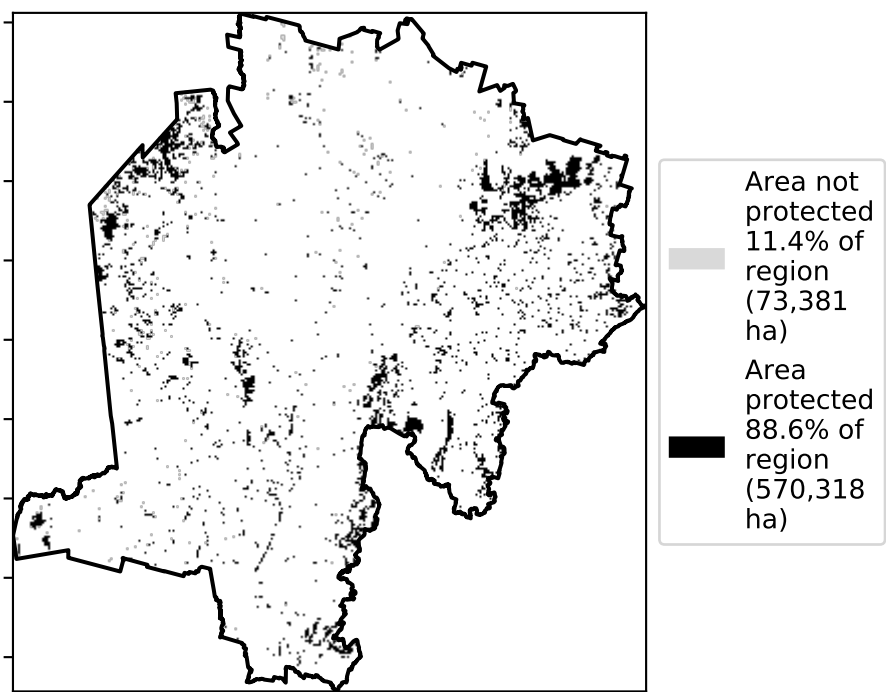 Area not
protected
11.4% of
region
(73,381
ha)
Area
protected
88.6% of
region
(570,318
ha)